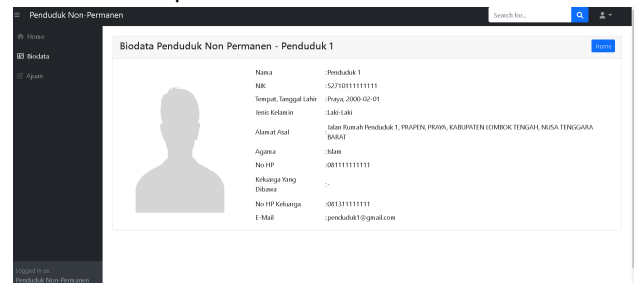 Penduduk Non-Permanen
Search for...
Home
Biodata
Ajuan
Biodata Penduduk Non Permanen - Penduduk 1
Home
Nama :Penduduk 1
NIK :52710111111111
Tempat, Tanggal Lahir :Praya, 2000-02-01
Jenis Kelamin :Laki-Laki
Alamat Asal :Jalan Rumah Penduduk 1, PRAPEN, PRAYA, KABUPATEN LOMBOK TENGAH, NUSA TENGGARA
BARAT
Agama :Islam
No HP :081111111111
Keluarga Yang
Dibawa :-
No HP Keluarga :081311111111
E-Mail :penduduk1@gmail.com
Logged in as:
Penduduk Non-Permanen